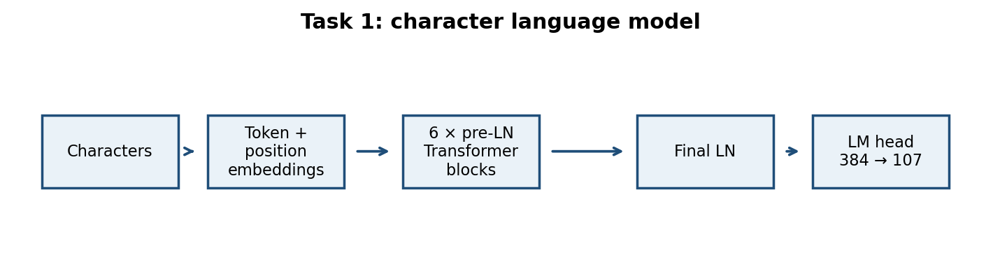 Task 1: character language model
Characters
Token +
position
embeddings
6 × pre-LN
Transformer
blocks
Final LN
LM head
384 → 107